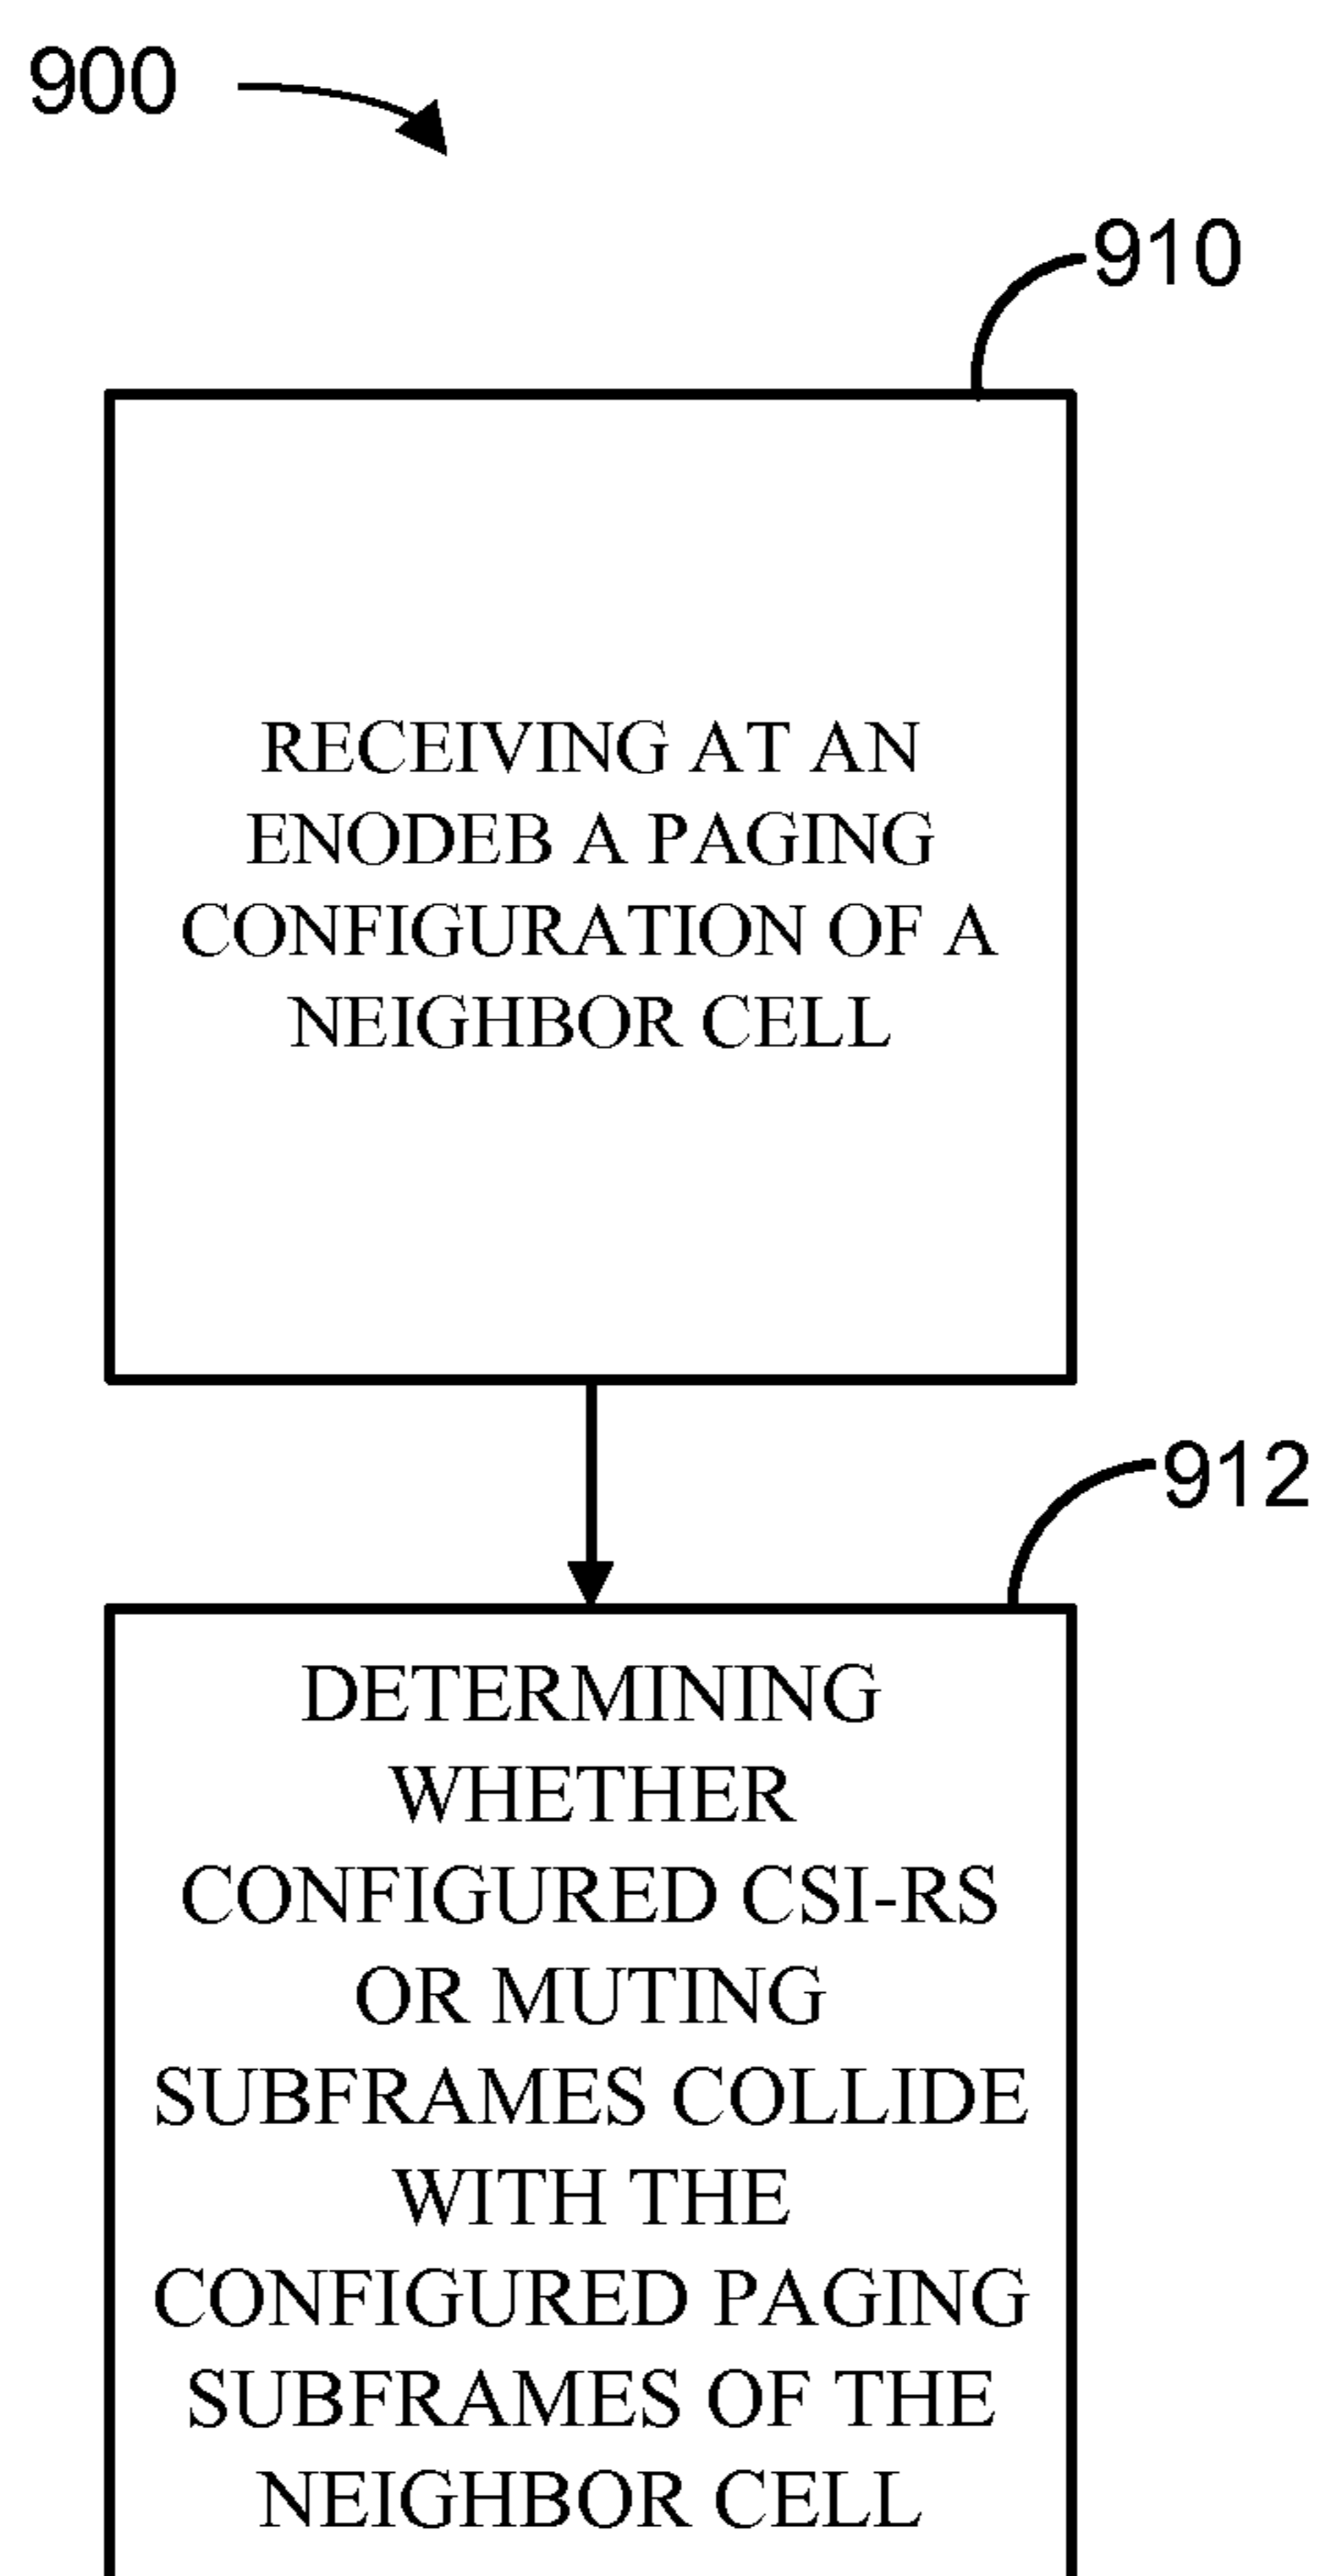 900
910
RECEIVING AT AN
ENODEB A PAGING
CONFIGURATION OF A
NEIGHBOR CELL
912
DETERMINING
WHETHER
CONFIGURED CSI-RS
OR MUTING
SUBFRAMES COLLIDE
WITH THE
CONFIGURED PAGING
SUBFRAMES OF THE
NEIGHBOR CELL